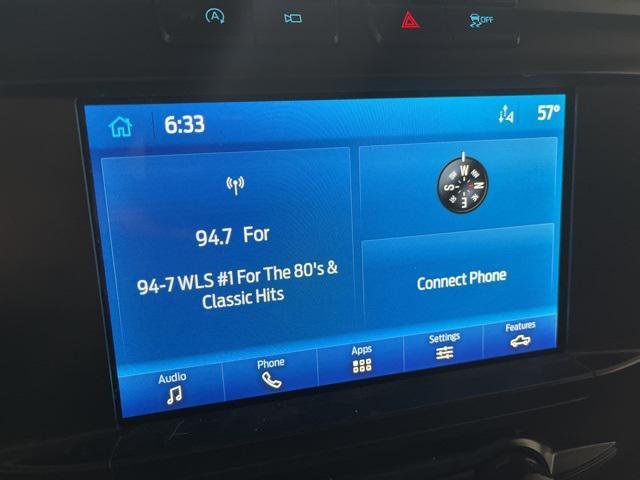 A
OFF
6:33
57°
94.7 For
94-7 WLS #1 For The 80's &
Classic Hits
W
S N
E
Connect Phone
Audio
Phone
Apps
Settings
Features